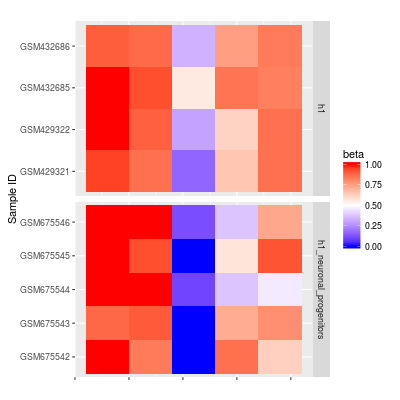 Sample ID
GSM432686
GSM432685
GSM429322
GSM429321
h1
GSM675546
GSM675545
GSM675544
GSM675543
GSM675542
h1_neuronal_progenitors
beta
1.00
0.75
0.50
0.25
0.00